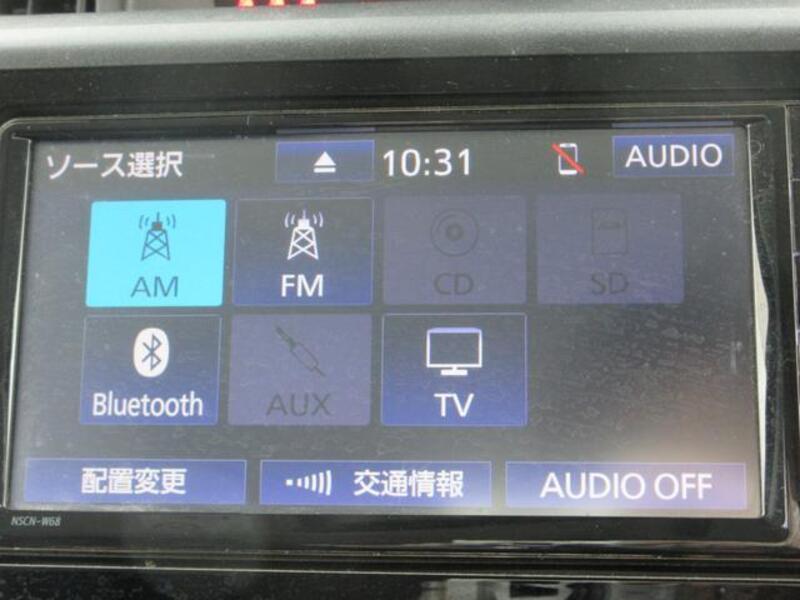 ソース選択
10:31
AUDIO
AM
FM
CD
SD
Bluetooth
AUX
TV
配置変更
交通情報
AUDIO OFF
NSCN-W68